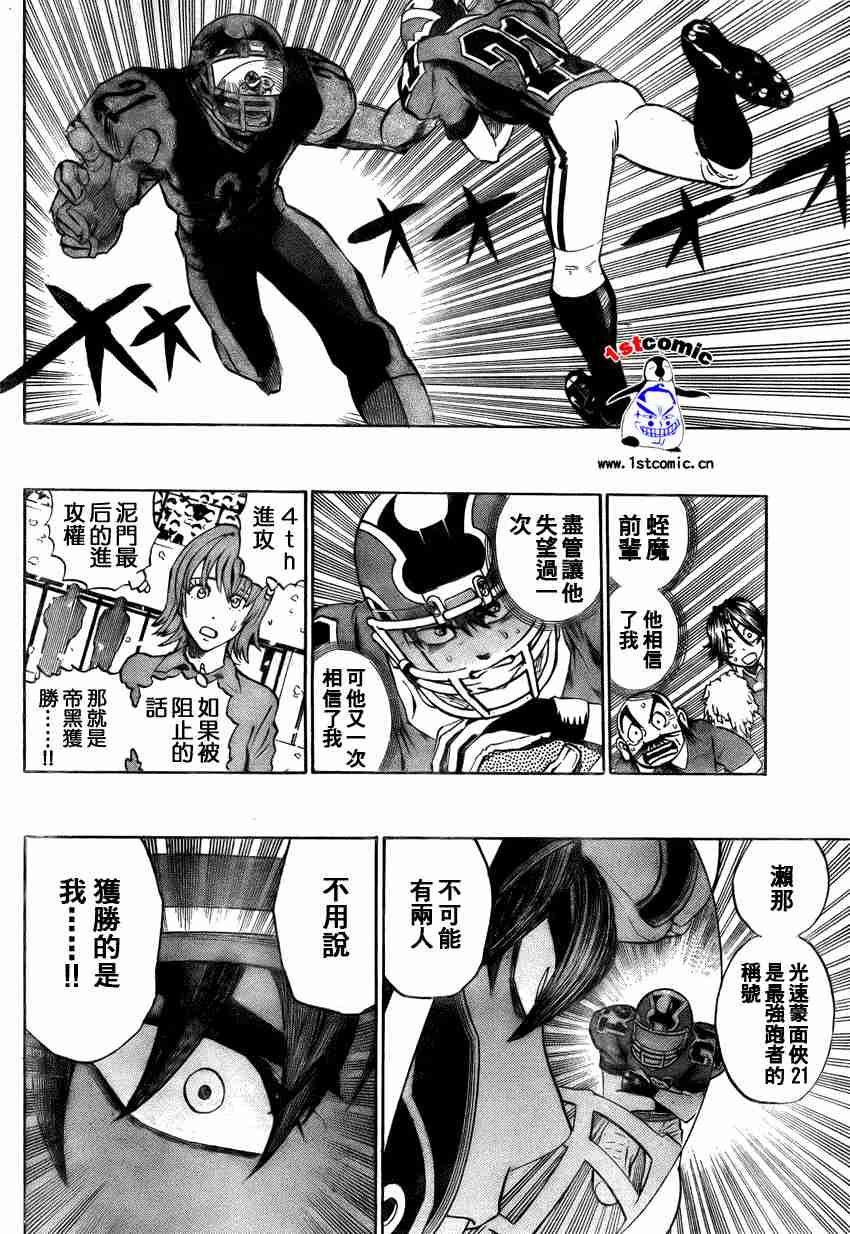 21
2
21
1stcomic
www.1stcomic.cn
蛭魔
前輩
他相信
了我
盡管讓他
失望過一
次
可他又一次
相信了我
4th
進攻
泥門最
后的進
攻權
如果被
阻止的
話
那就是
帝黑獲
勝……!!
瀨那
光速蒙面俠21
是最強跑者的
稱號
不可能
有兩人
不用說
獲勝的是
我……!!